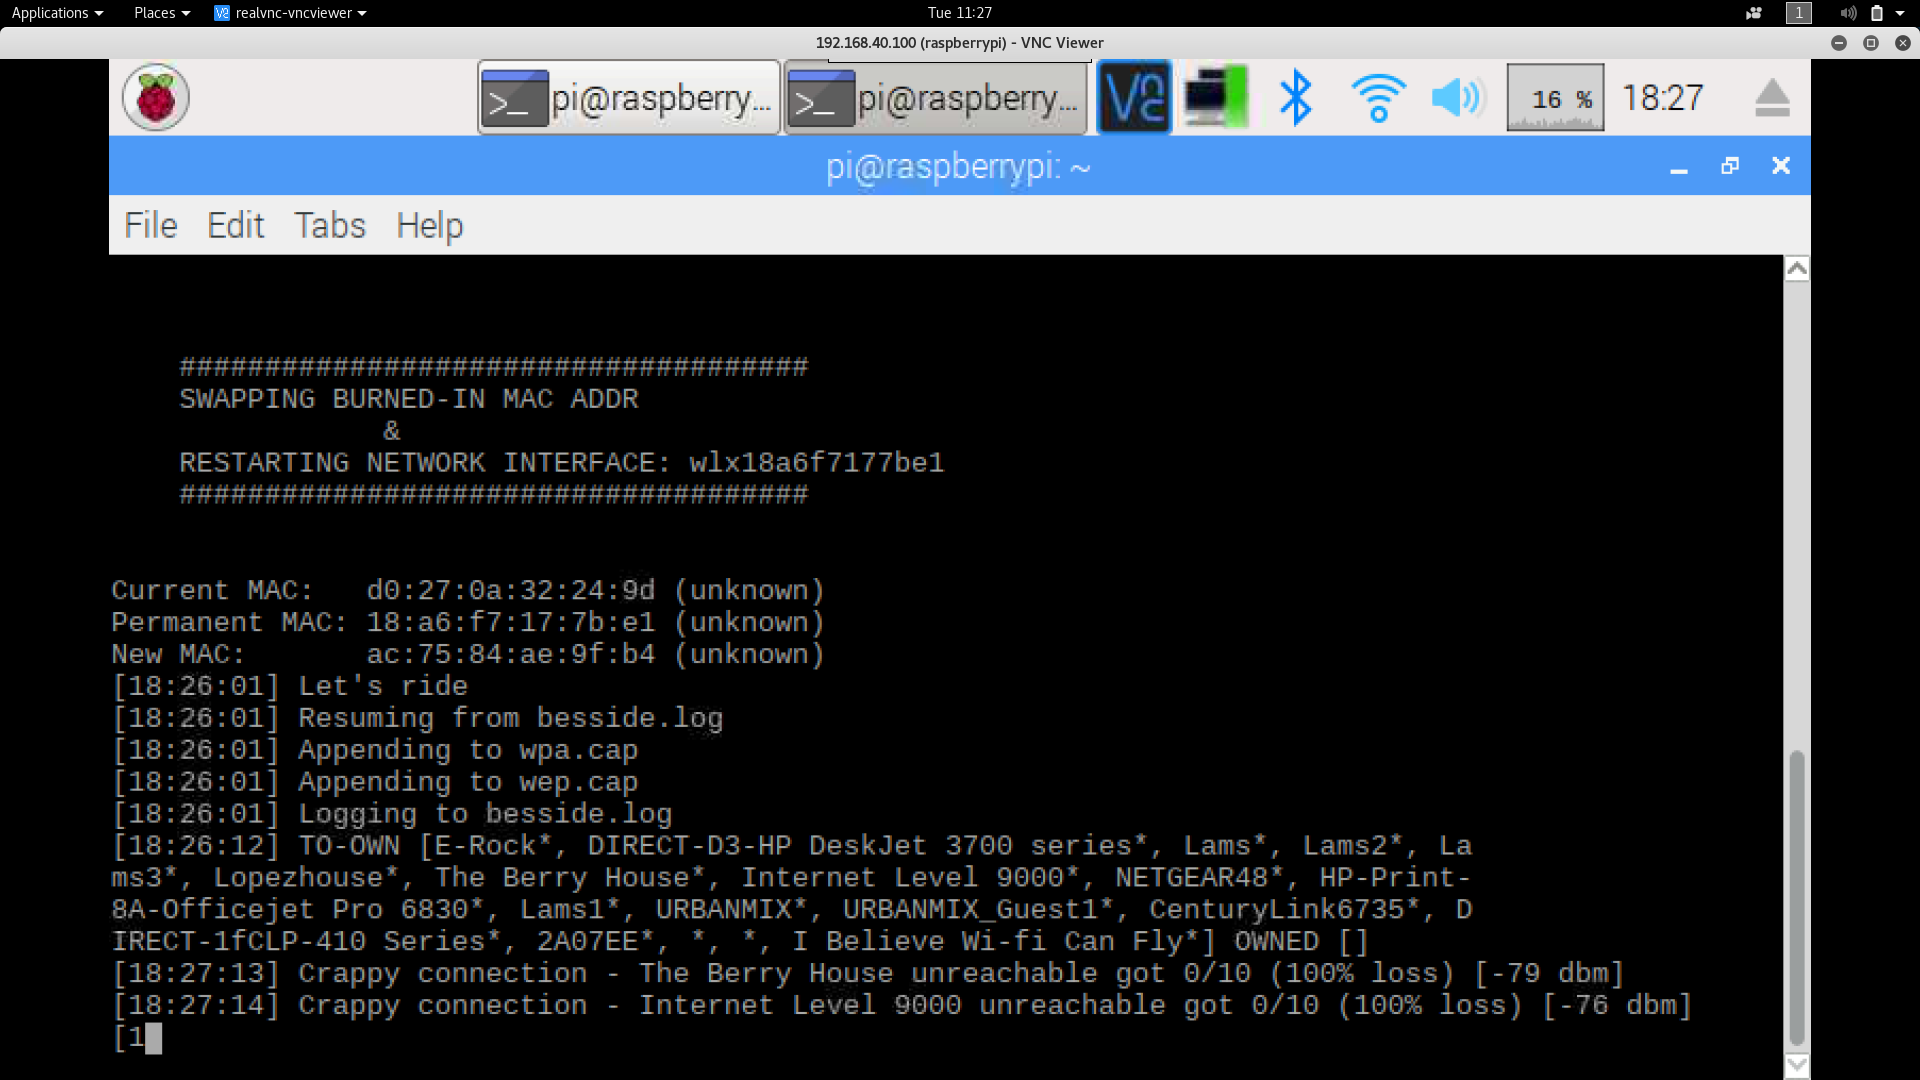 Applications Places realvnc-vncviewer Tue 11:27 1
192.168.40.100 (raspberrypi) - VNC Viewer
>_ pi@raspberry... >_ pi@raspberry... 16 % 18:27
pi@raspberrypi: ~
File Edit Tabs Help
#####################################
SWAPPING BURNED-IN MAC ADDR
&
RESTARTING NETWORK INTERFACE: wlx18a6f7177be1
#####################################
Current MAC:   d0:27:0a:32:24:9d (unknown)
Permanent MAC: 18:a6:f7:17:7b:e1 (unknown)
New MAC:       ac:75:84:ae:9f:b4 (unknown)
[18:26:01] Let's ride
[18:26:01] Resuming from besside.log
[18:26:01] Appending to wpa.cap
[18:26:01] Appending to wep.cap
[18:26:01] Logging to besside.log
[18:26:12] TO-OWN [E-Rock*, DIRECT-D3-HP DeskJet 3700 series*, Lams*, Lams2*, La
ms3*, Lopezhouse*, The Berry House*, Internet Level 9000*, NETGEAR48*, HP-Print-
8A-Officejet Pro 6830*, Lams1*, URBANMIX*, URBANMIX_Guest1*, CenturyLink6735*, D
IRECT-1fCLP-410 Series*, 2A07EE*, *, *, I Believe Wi-fi Can Fly*] OWNED []
[18:27:13] Crappy connection - The Berry House unreachable got 0/10 (100% loss) [-79 dbm]
[18:27:14] Crappy connection - Internet Level 9000 unreachable got 0/10 (100% loss) [-76 dbm]
[1